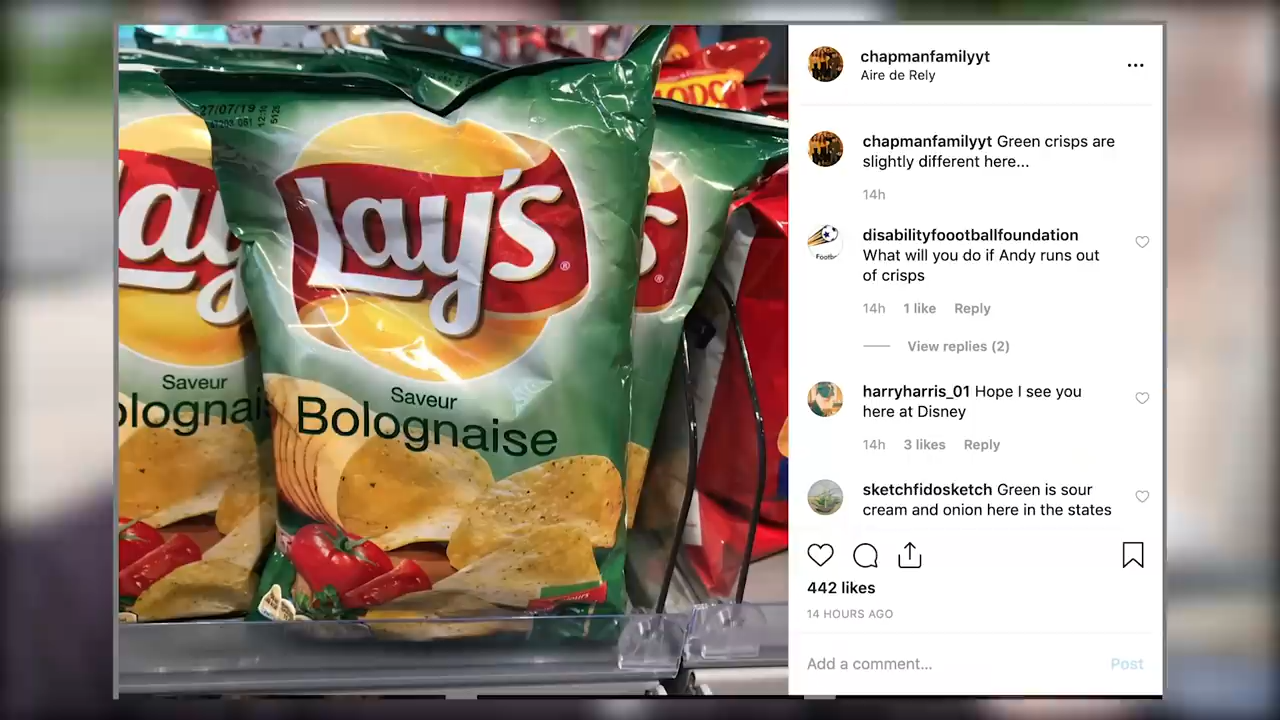 27/07/19
Lay's
Saveur
Bolognaise
Lay's
Saveur
chapmanfamilyyt
Aire de Rely
chapmanfamilyyt Green crisps are
slightly different here...
14h
disabilityfoootballfoundation
What will you do if Andy runs out
of crisps
14h 1 like Reply
View replies (2)
harryharris_01 Hope I see you
here at Disney
14h 3 likes Reply
sketchfidosketch Green is sour
cream and onion here in the states
442 likes
14 HOURS AGO
Add a comment... Post